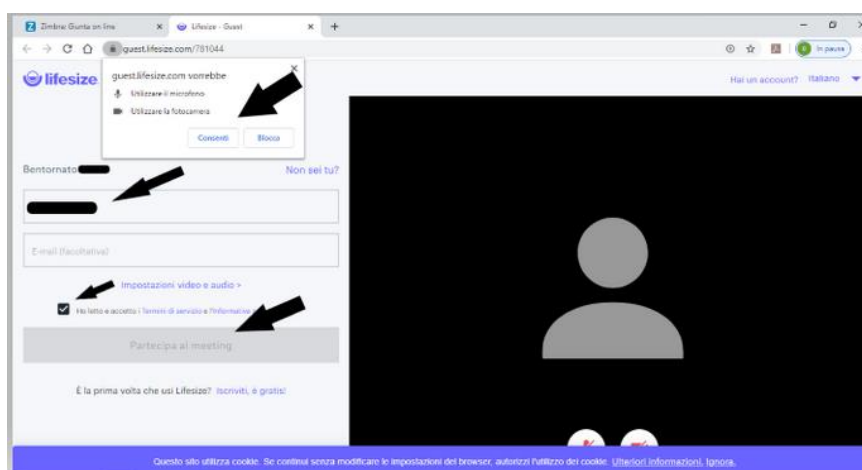 Zimbra: Giunta on line
Lifesize - Guest
guest.lifesize.com/781044
In pausa
lifesize
guest.lifesize.com vorrebbe
Utilizzare il microfono
Utilizzare la fotocamera
Consenti Blocca
Hai un account? Italiano
Bentornato
Non sei tu?
E-mail (facoltativa)
Impostazioni video e audio >
Ho letto e accetto i Termini di servizio e l'Informativa
Partecipa al meeting
È la prima volta che usi Lifesize? Iscriviti, è gratis!
Questo sito utilizza cookie. Se continui senza modificare le impostazioni del browser, autorizzi l'utilizzo dei cookie. Ulteriori informazioni. Ignora.